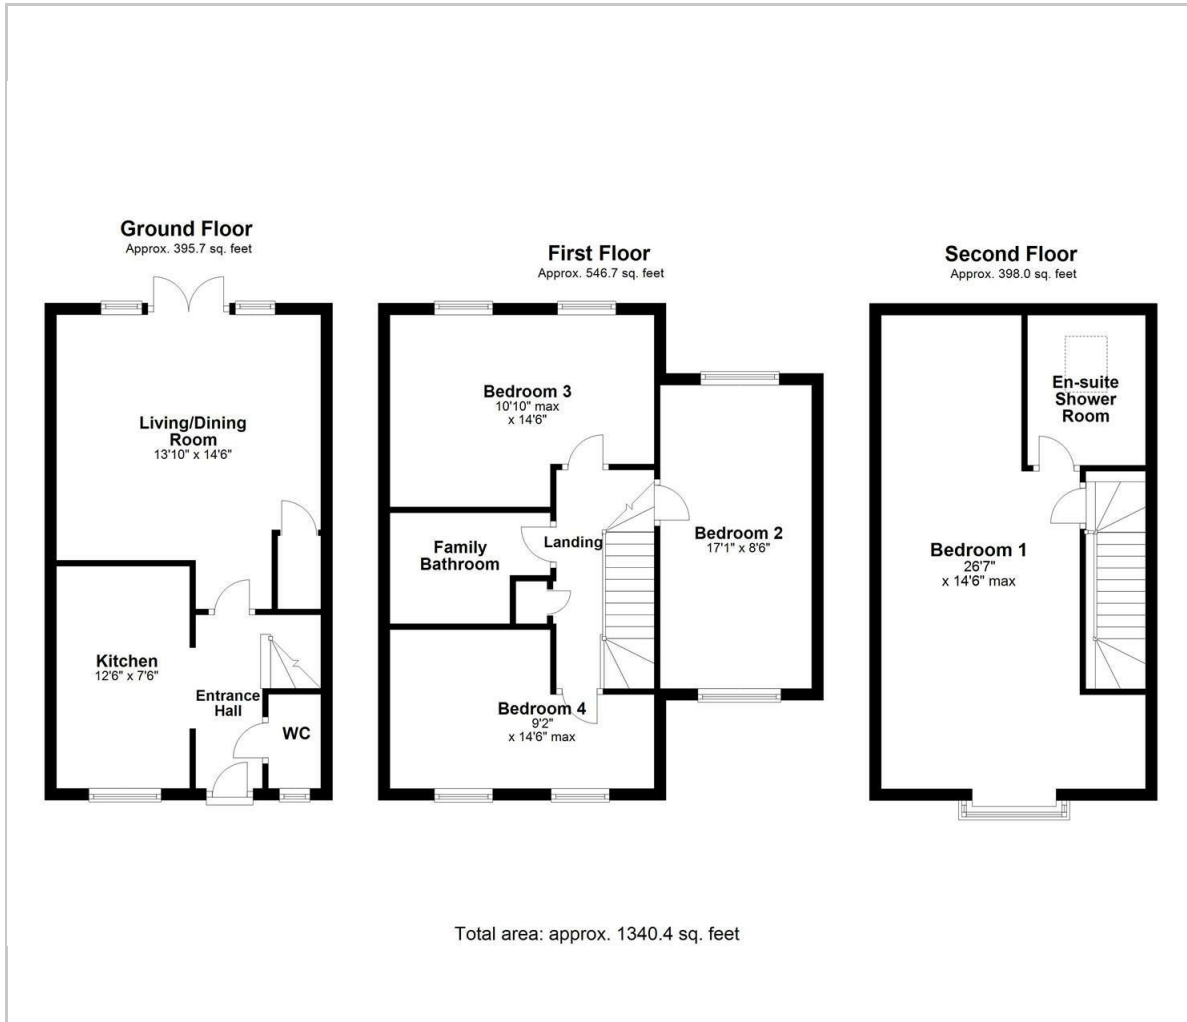 Ground Floor
Approx. 395.7 sq. feet
Living/Dining
Room
13'10" x 14'6"
Kitchen
12'6" x 7'6"
Entrance
Hall
WC
First Floor
Approx. 546.7 sq. feet
Bedroom 3
10'10" max
x 14'6"
Family
Bathroom
Landing
Bedroom 2
17'1" x 8'6"
Bedroom 4
9'2"
x 14'6" max
Second Floor
Approx. 398.0 sq. feet
En-suite
Shower
Room
Bedroom 1
26'7"
x 14'6" max
Total area: approx. 1340.4 sq. feet